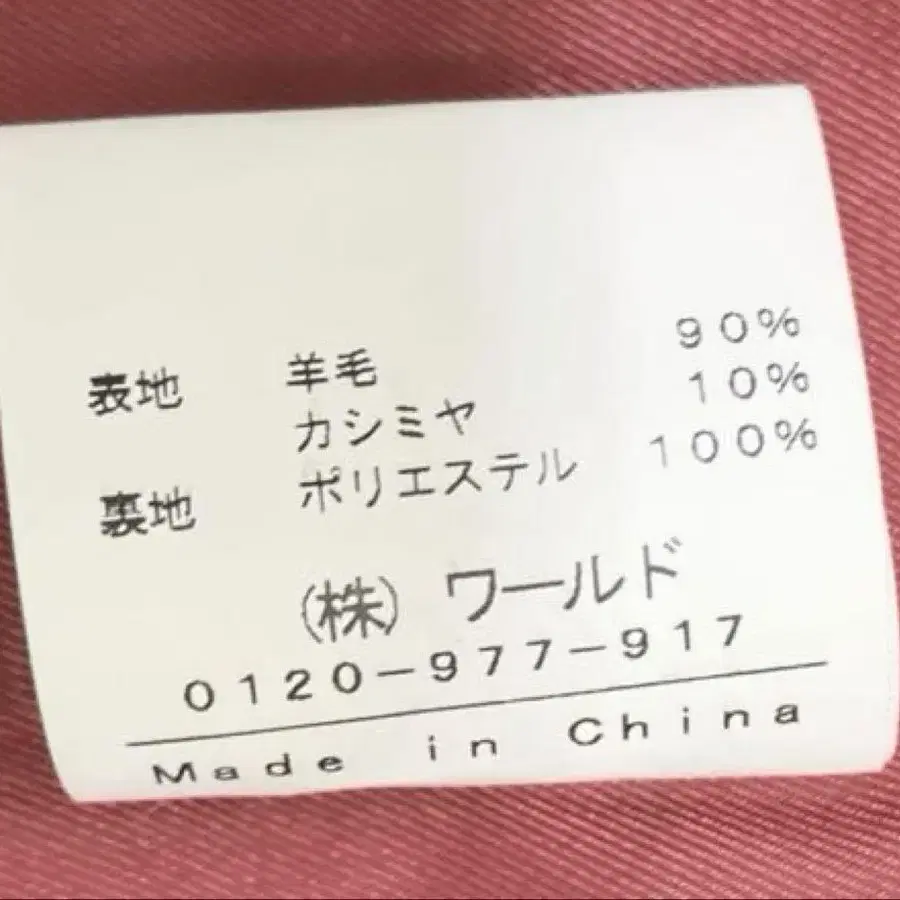 表地 羊毛 90%
カシミヤ 10%
裏地 ポリエステル 100%
(株) ワールド
0120-977-917
Made in China